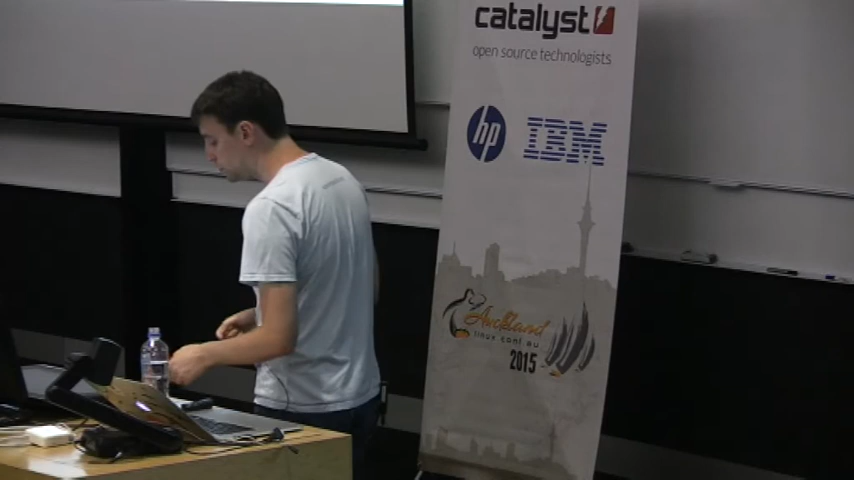 catalyst
open source technologists
hp
IBM
Auckland
linux.conf.au
2015